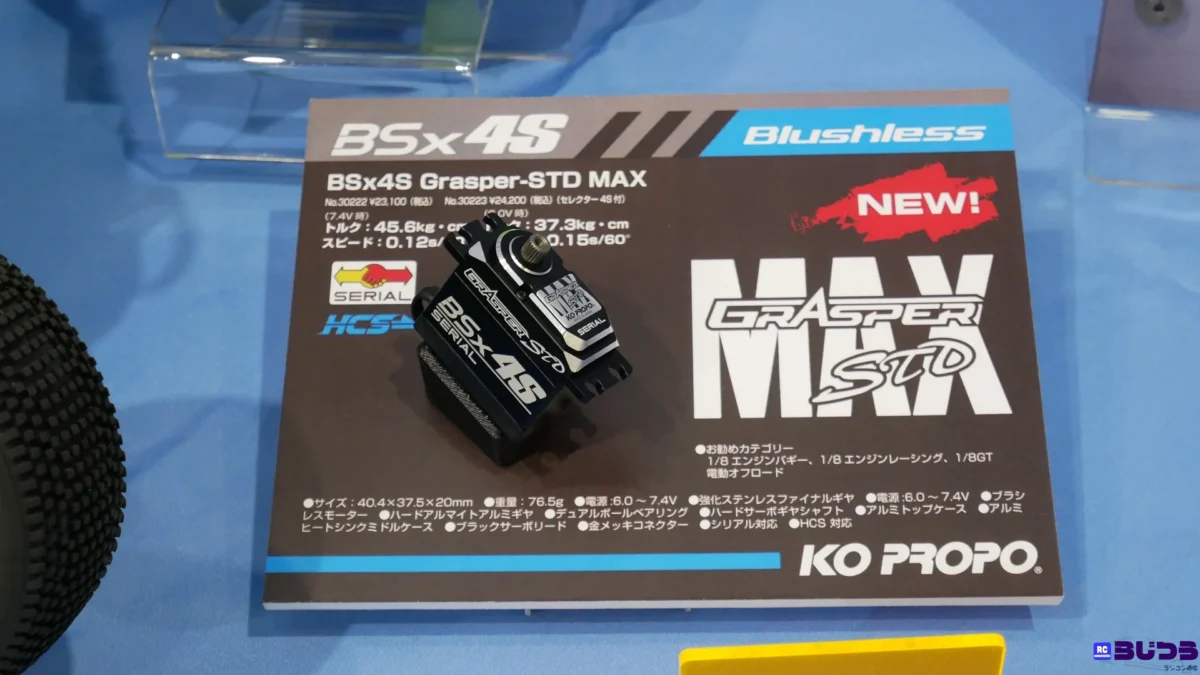 BSx4S
Blushless
BSx4S Grasper-STD MAX
No.30222 ¥23,100（税込） No.30223 ¥24,200（税込）（セレクター4S付）
NEW!
（7.4V時）
トルク：45.6kg・c
37.3kg・cm
スピード：0.12s/
0.15s/60°
SERIAL
HCS
MAX
GRASPER
STD
GRASPER STD
BSx4S
SERIAL
KO PROPO
SERIAL
●お勧めカテゴリー
1/8エンジンバギー、1/8エンジンレーシング、1/8GT
電動オフロード
●サイズ：40.4×37.5×20mm ●重量：76.5g ●電源：6.0～7.4V ●強化ステンレスファイナルギヤ ●電源：6.0～7.4V ●ブラシ
レスモーター ●ハードアルマイトアルミギヤ ●デュアルボールベアリング ●ハードサーボギヤシャフト ●アルミトップケース ●アルミ
ヒートシンクミドルケース ●ブラックサーボリード ●金メッキコネクター ●シリアル対応 ●HCS 対応
KO PROPO®
RC らじつう
ラジコン通信